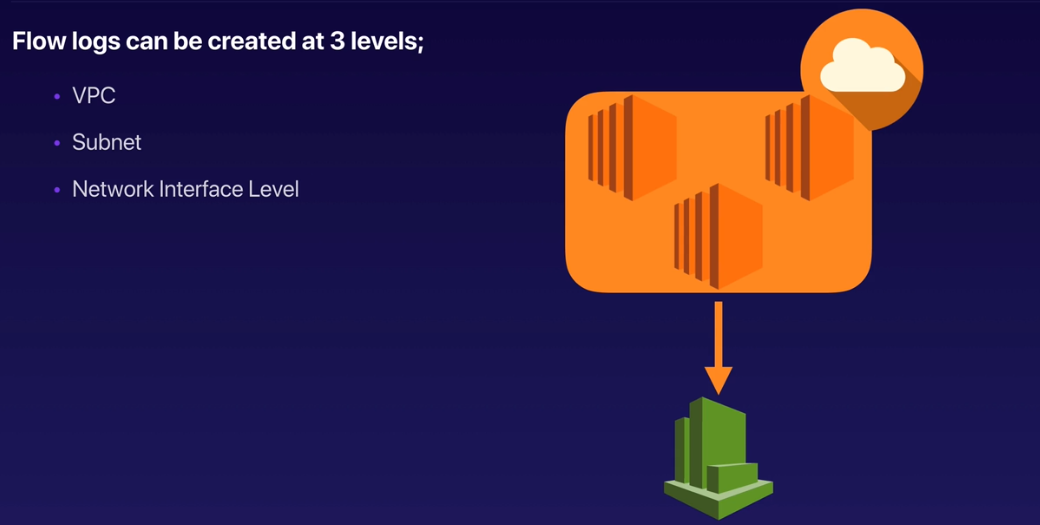 Flow logs can be created at 3 levels;
• VPC
• Subnet
• Network Interface Level